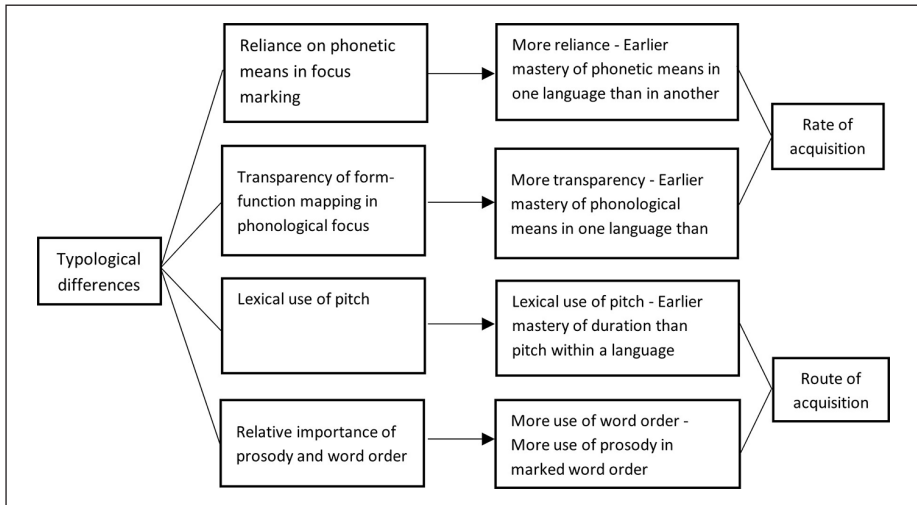 Typological
differences
Reliance on phonetic
means in focus
marking
More reliance - Earlier
mastery of phonetic means in
one language than in another
Transparency of form-
function mapping in
phonological focus
More transparency - Earlier
mastery of phonological
means in one language than
Rate of
acquisition
Lexical use of pitch
Lexical use of pitch - Earlier
mastery of duration than
pitch within a language
Relative importance of
prosody and word order
More use of word order -
More use of prosody in
marked word order
Route of
acquisition